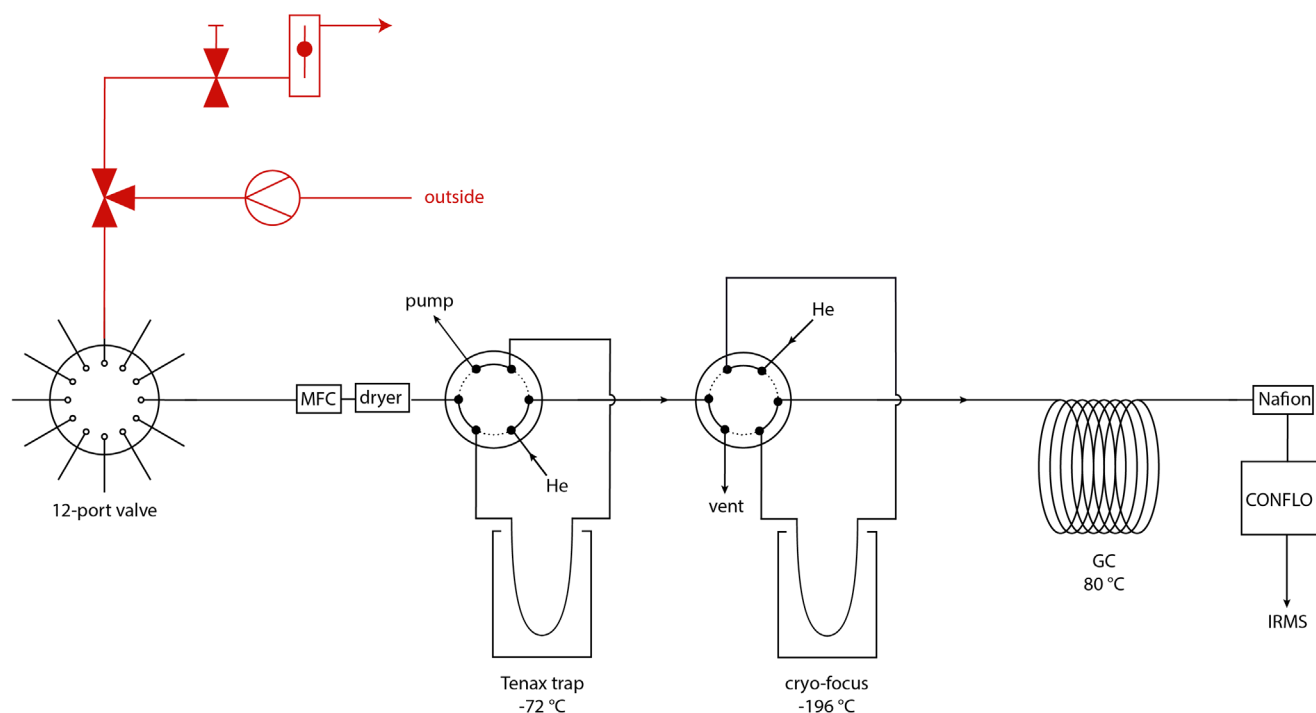 outside
pump
He
MFC
dryer
Nafion
He
vent
12-port valve
CONFLO
GC
80 °C
IRMS
Tenax trap
-72 °C
cryo-focus
-196 °C